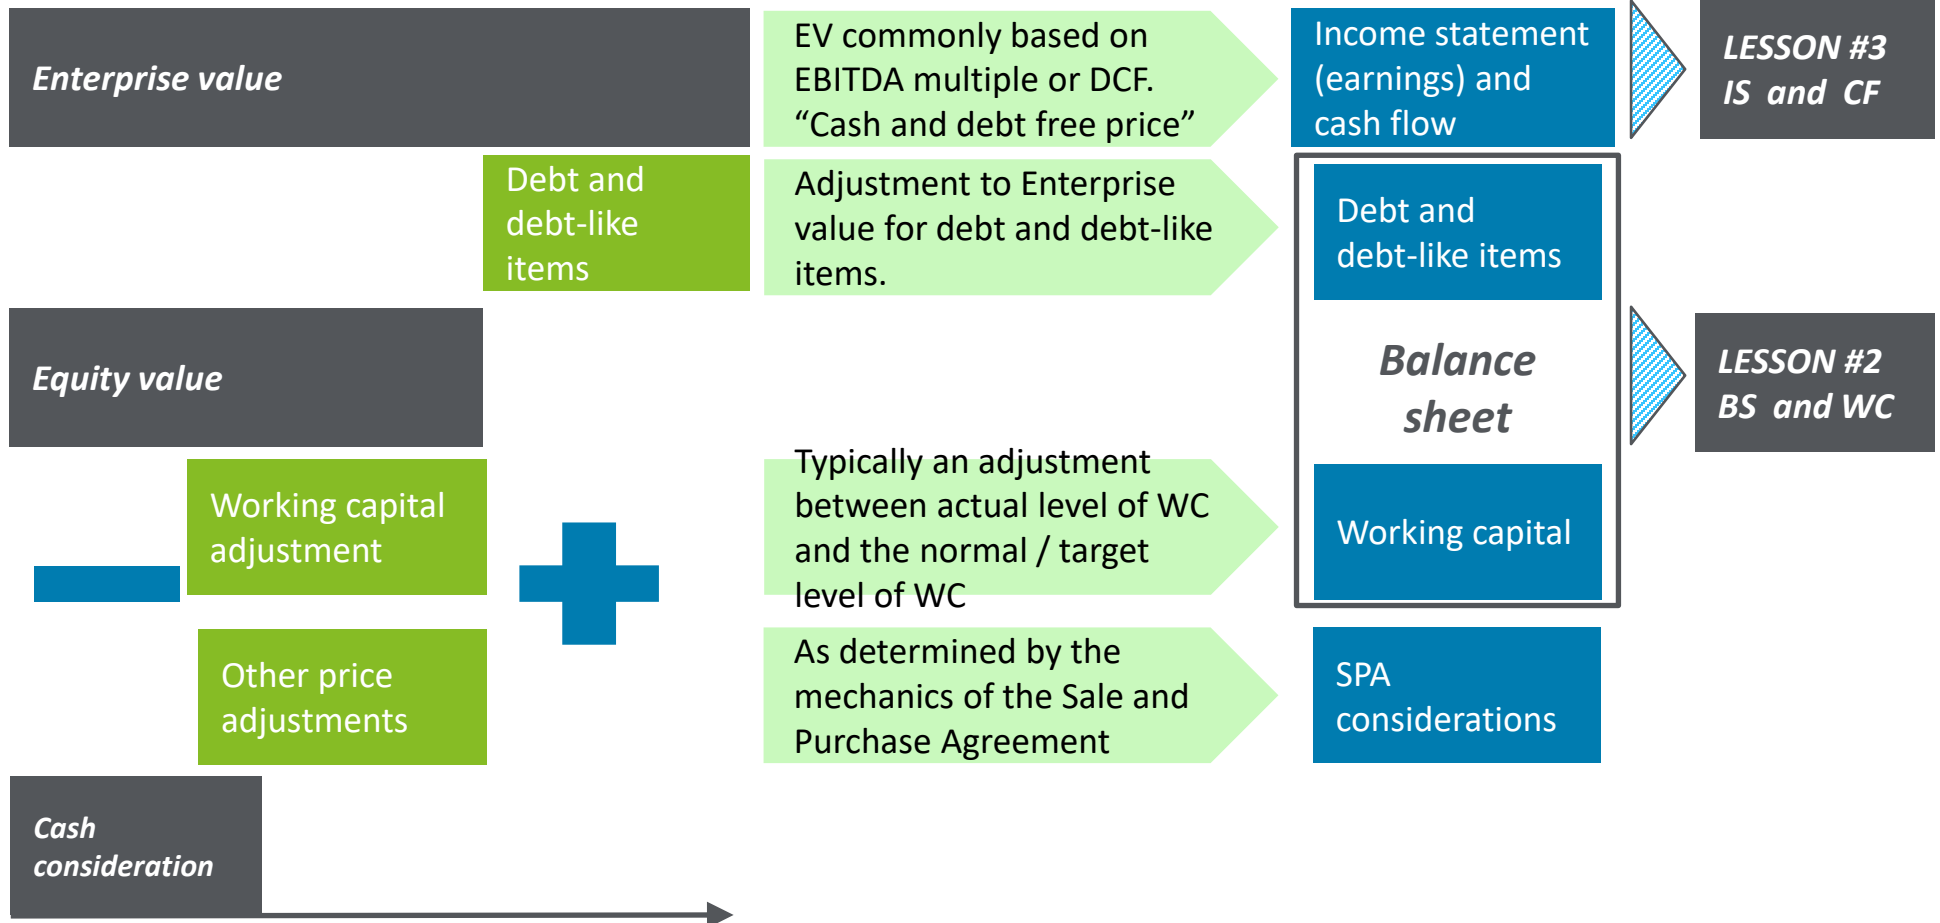 Enterprise value
EV commonly based on
EBITDA multiple or DCF.
“Cash and debt free price”
Income statement
(earnings) and
cash flow
LESSON #3
IS and CF
Debt and
debt-like
items
Adjustment to Enterprise
value for debt and debt-like
items.
Debt and
debt-like items
Equity value
Balance
sheet
LESSON #2
BS and WC
Working capital
adjustment
Typically an adjustment
between actual level of WC
and the normal / target
level of WC
Working capital
Other price
adjustments
As determined by the
mechanics of the Sale and
Purchase Agreement
SPA
considerations
Cash
consideration